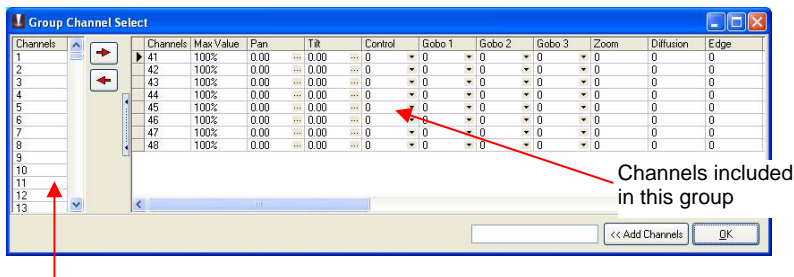 Group Channel Select
Channels Channels Max Value Pan Tilt Control Gobo 1 Gobo 2 Gobo 3 Zoom Diffusion Edge
1 41 100% 0.00 ... 0.00 ... 0 0 0 0 0 0 0
2 42 100% 0.00 ... 0.00 ... 0 0 0 0 0 0 0
3 43 100% 0.00 ... 0.00 ... 0 0 0 0 0 0 0
4 44 100% 0.00 ... 0.00 ... 0 0 0 0 0 0 0
5 45 100% 0.00 ... 0.00 ... 0 0 0 0 0 0 0
6 46 100% 0.00 ... 0.00 ... 0 0 0 0 0 0 0
7 47 100% 0.00 ... 0.00 ... 0 0 0 0 0 0 0
8 48 100% 0.00 ... 0.00 ... 0 0 0 0 0 0 0
9
10
11
12
13
Channels included
in this group
<< Add Channels OK